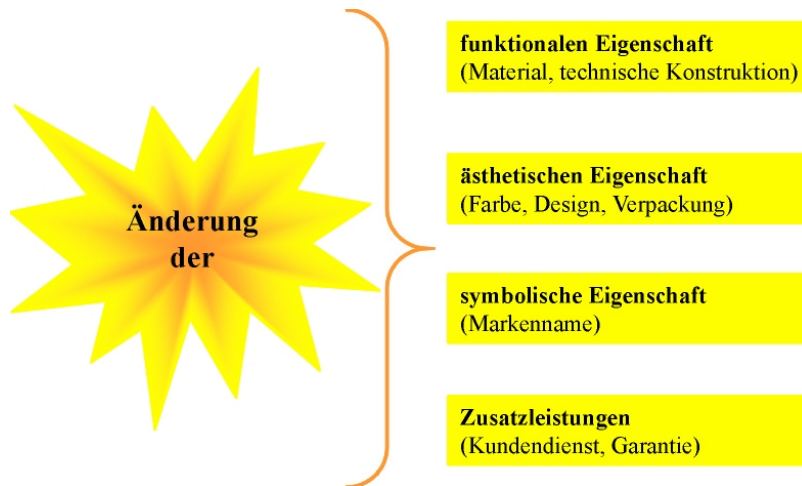 Änderung
der
funktionalen Eigenschaft
(Material, technische Konstruktion)
ästhetischen Eigenschaft
(Farbe, Design, Verpackung)
symbolische Eigenschaft
(Markenname)
Zusatzleistungen
(Kundendienst, Garantie)